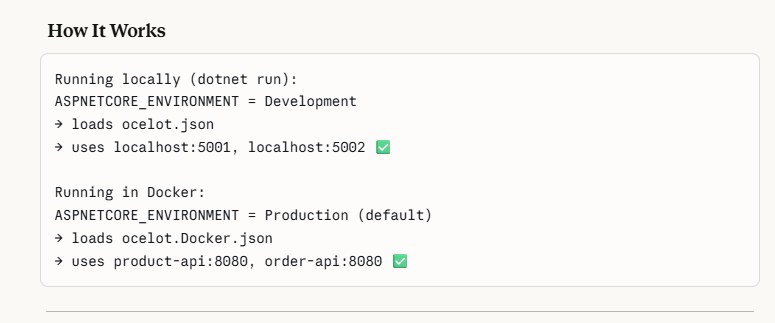 How It Works
Running locally (dotnet run):
ASPNETCORE_ENVIRONMENT = Development
→ loads ocelot.json
→ uses localhost:5001, localhost:5002 ✅
Running in Docker:
ASPNETCORE_ENVIRONMENT = Production (default)
→ loads ocelot.Docker.json
→ uses product-api:8080, order-api:8080 ✅